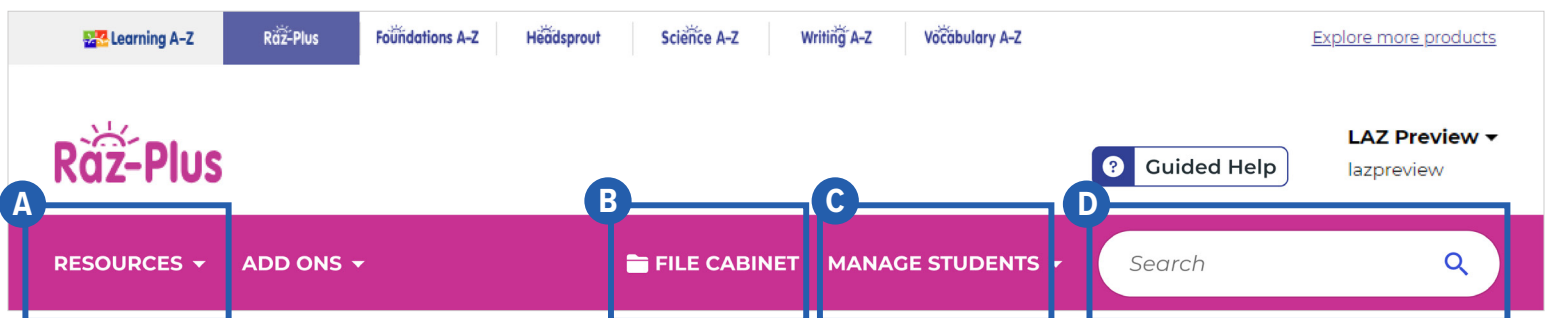 Learning A-Z Raz-Plus Foundations A-Z Headsprout Science A-Z Writing A-Z Vocabulary A-Z Explore more products
Raz-Plus
LAZ Preview
? Guided Help
lazpreview
A B C D
RESOURCES ADD ONS FILE CABINET MANAGE STUDENTS Search